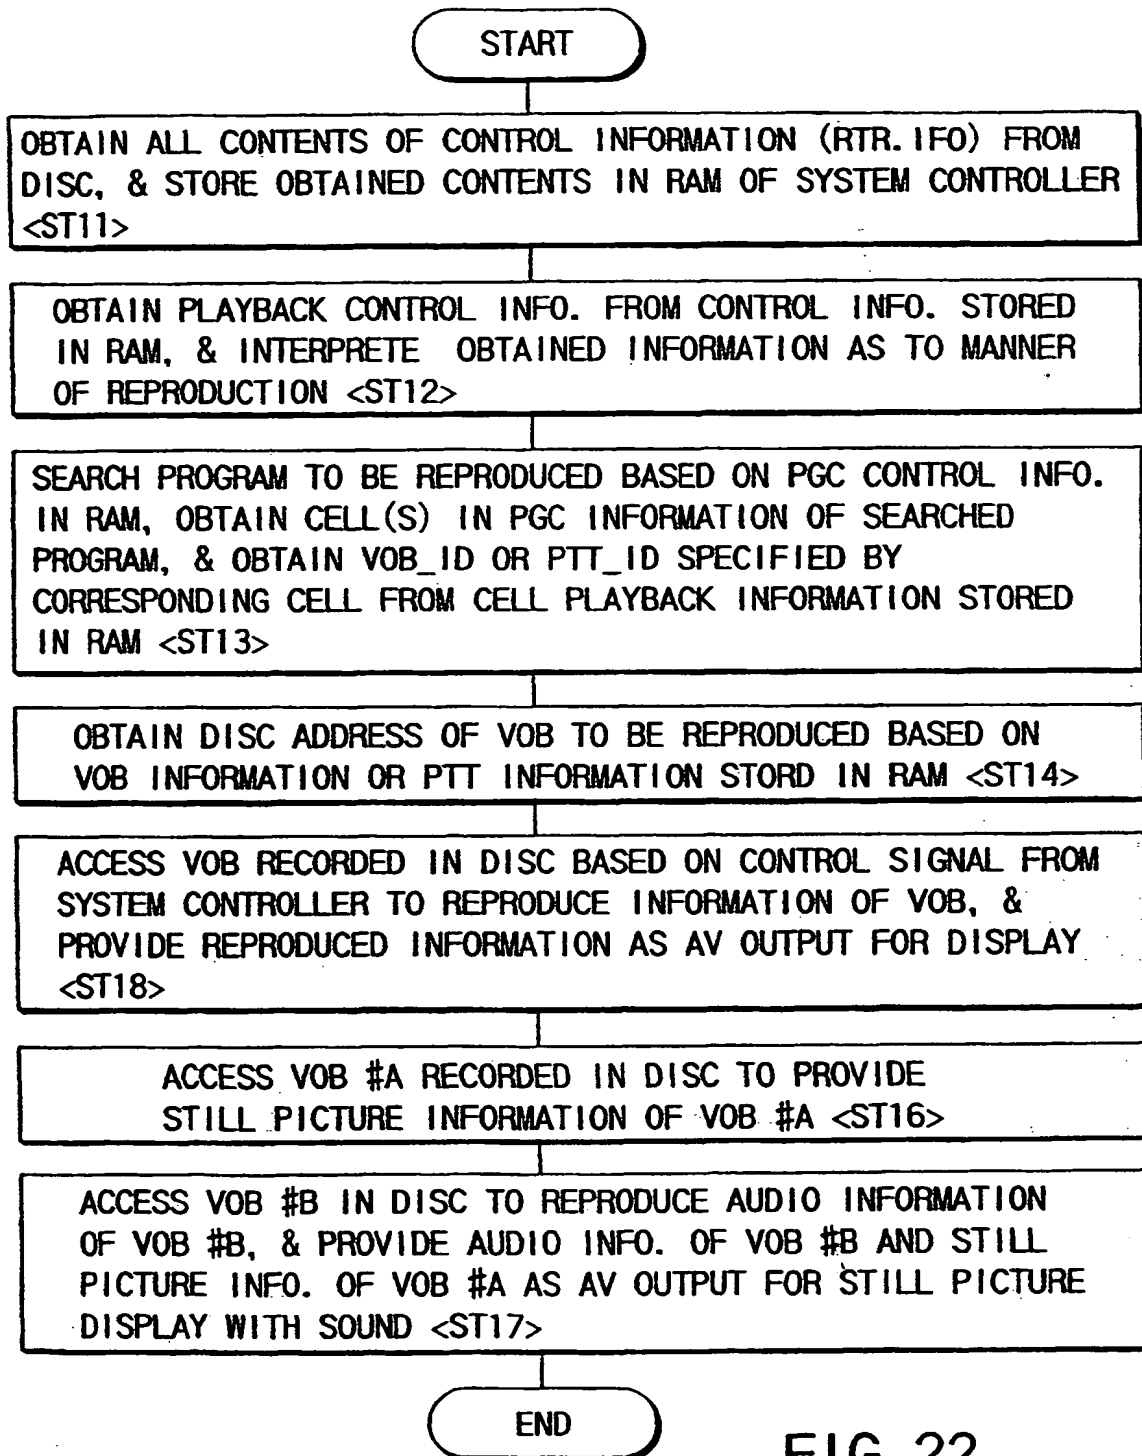 START
OBTAIN ALL CONTENTS OF CONTROL INFORMATION (RTR.IFO) FROM
DISC, & STORE OBTAINED CONTENTS IN RAM OF SYSTEM CONTROLLER
<ST11>
OBTAIN PLAYBACK CONTROL INFO. FROM CONTROL INFO. STORED
IN RAM, & INTERPRETE OBTAINED INFORMATION AS TO MANNER
OF REPRODUCTION <ST12>
SEARCH PROGRAM TO BE REPRODUCED BASED ON PGC CONTROL INFO.
IN RAM, OBTAIN CELL(S) IN PGC INFORMATION OF SEARCHED
PROGRAM, & OBTAIN VOB_ID OR PTT_ID SPECIFIED BY
CORRESPONDING CELL FROM CELL PLAYBACK INFORMATION STORED
IN RAM <ST13>
OBTAIN DISC ADDRESS OF VOB TO BE REPRODUCED BASED ON
VOB INFORMATION OR PTT INFORMATION STORD IN RAM <ST14>
ACCESS VOB RECORDED IN DISC BASED ON CONTROL SIGNAL FROM
SYSTEM CONTROLLER TO REPRODUCE INFORMATION OF VOB, &
PROVIDE REPRODUCED INFORMATION AS AV OUTPUT FOR DISPLAY
<ST18>
ACCESS VOB #A RECORDED IN DISC TO PROVIDE
STILL PICTURE INFORMATION OF VOB #A <ST16>
ACCESS VOB #B IN DISC TO REPRODUCE AUDIO INFORMATION
OF VOB #B, & PROVIDE AUDIO INFO. OF VOB #B AND STILL
PICTURE INFO. OF VOB #A AS AV OUTPUT FOR STILL PICTURE
DISPLAY WITH SOUND <ST17>
END
FIG. 22